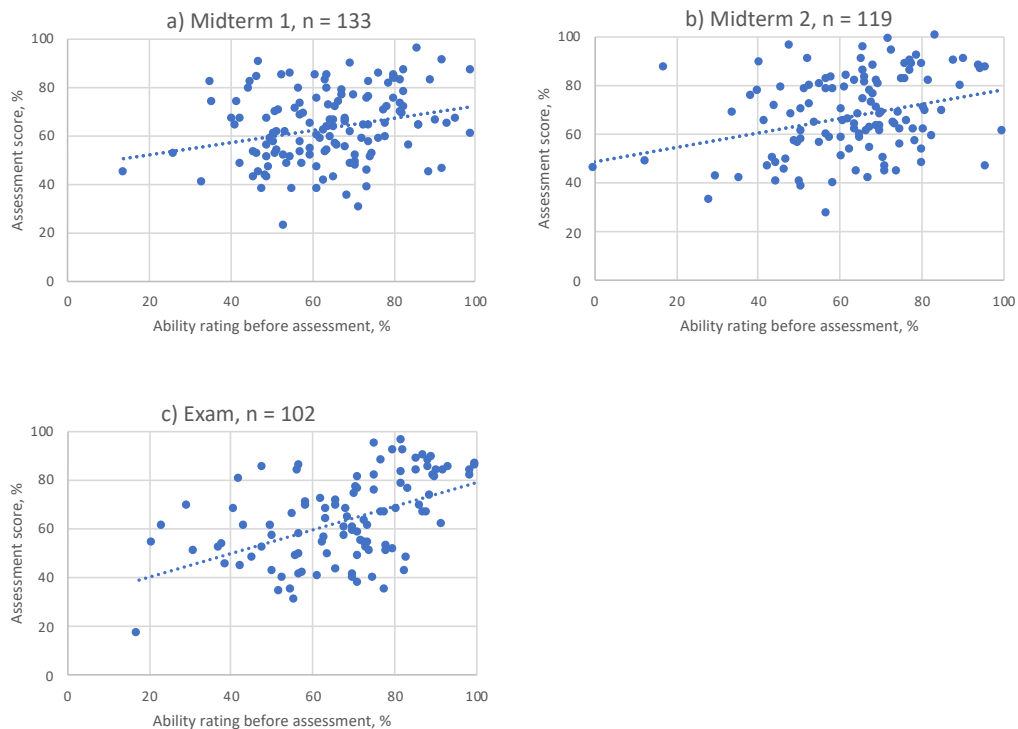 a) Midterm 1, n = 133
100
80
60
40
20
0
0 20 40 60 80 100
Assessment score, %
Ability rating before assessment, %
b) Midterm 2, n = 119
100
80
60
40
20
0
0 20 40 60 80 100
Assessment score, %
Ability rating before assessment, %
c) Exam, n = 102
100
80
60
40
20
0
0 20 40 60 80 100
Assessment score, %
Ability rating before assessment, %